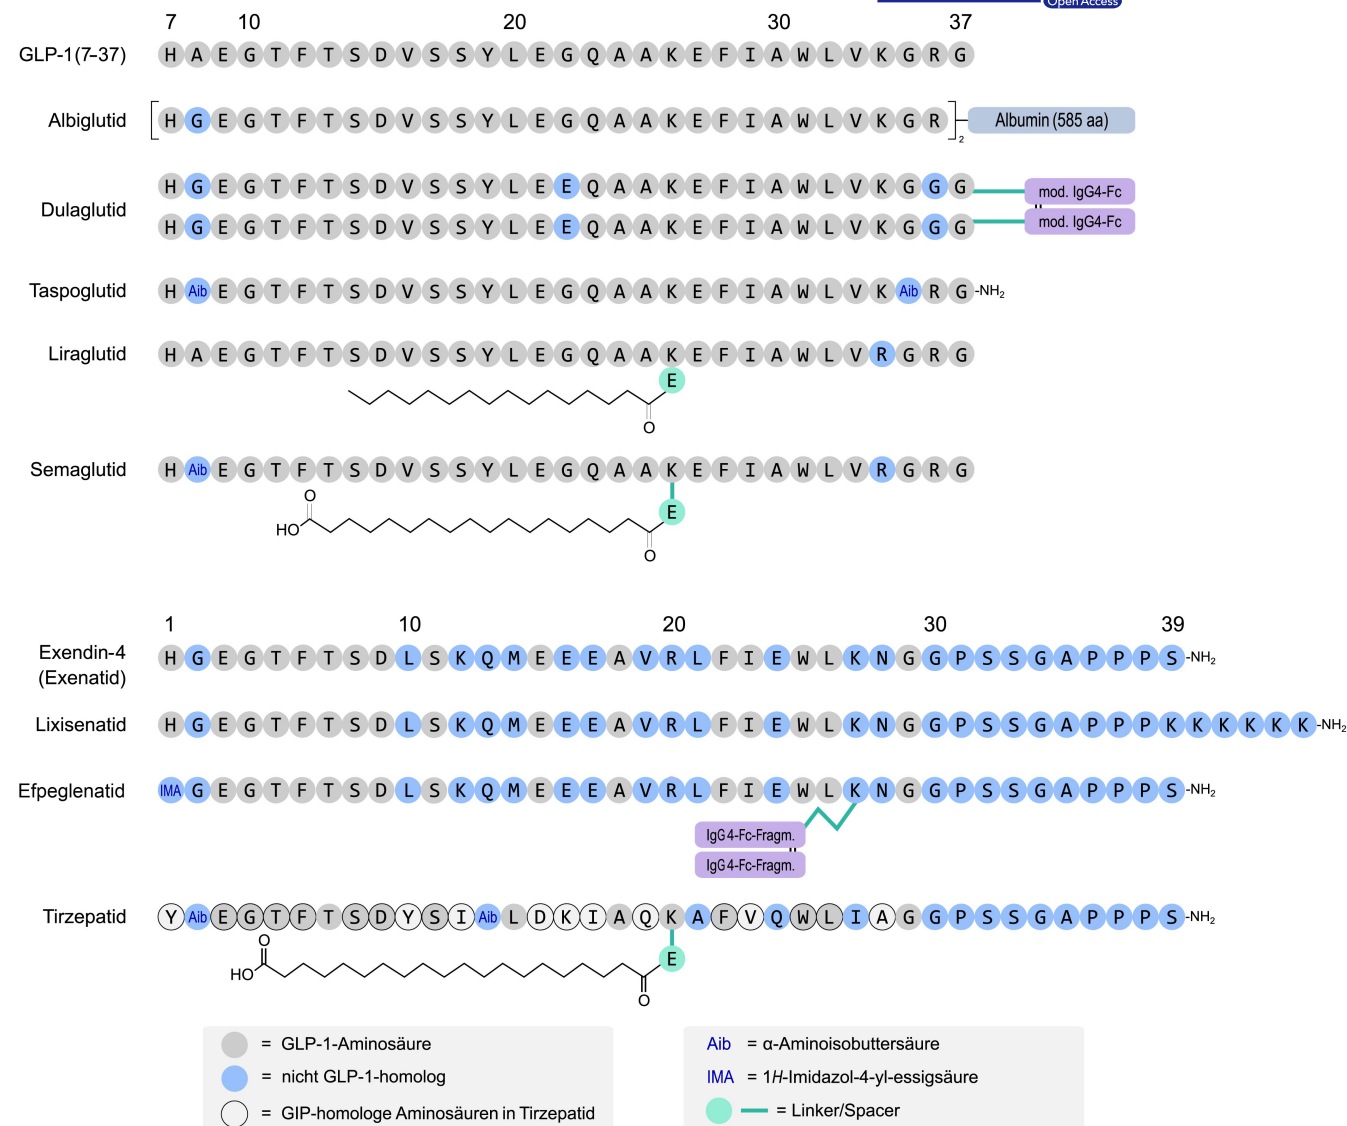 Open Access
7 10 20 30 37
GLP-1(7–37) H A E G T F T S D V S S Y L E G Q A A K E F I A W L V K G R G
Albiglutid H G E G T F T S D V S S Y L E G Q A A K E F I A W L V K G R 2 Albumin (585 aa)
H G E G T F T S D V S S Y L E E Q A A K E F I A W L V K G G G mod. IgG4-Fc
Dulaglutid
H G E G T F T S D V S S Y L E E Q A A K E F I A W L V K G G G mod. IgG4-Fc
Taspoglutid H Aib E G T F T S D V S S Y L E G Q A A K E F I A W L V K Aib R G -NH₂
Liraglutid H A E G T F T S D V S S Y L E G Q A A K E F I A W L V R G R G
E
O
Semaglutid H Aib E G T F T S D V S S Y L E G Q A A K E F I A W L V R G R G
O
E
HO
O
1 10 20 30 39
Exendin-4 H G E G T F T S D L S K Q M E E E A V R L F I E W L K N G G P S S G A P P P S -NH₂
(Exenatid)
Lixisenatid H G E G T F T S D L S K Q M E E E A V R L F I E W L K N G G P S S G A P P P K K K K K K -NH₂
Efpeglenatid IMA G E G T F T S D L S K Q M E E E A V R L F I E W L K N G G P S S G A P P P S -NH₂
IgG4-Fc-Fragm.
IgG4-Fc-Fragm.
Tirzepatid Y Aib E G T F T S D Y S I Aib L D K I A Q K A F V Q W L I A G G P S S G A P P P S -NH₂
O
E
HO
O
= GLP-1-Aminosäure
= nicht GLP-1-homolog
= GIP-homologe Aminosäuren in Tirzepatid
Aib = α-Aminoisobuttersäure
IMA = 1H-Imidazol-4-yl-essigsäure
= Linker/Spacer